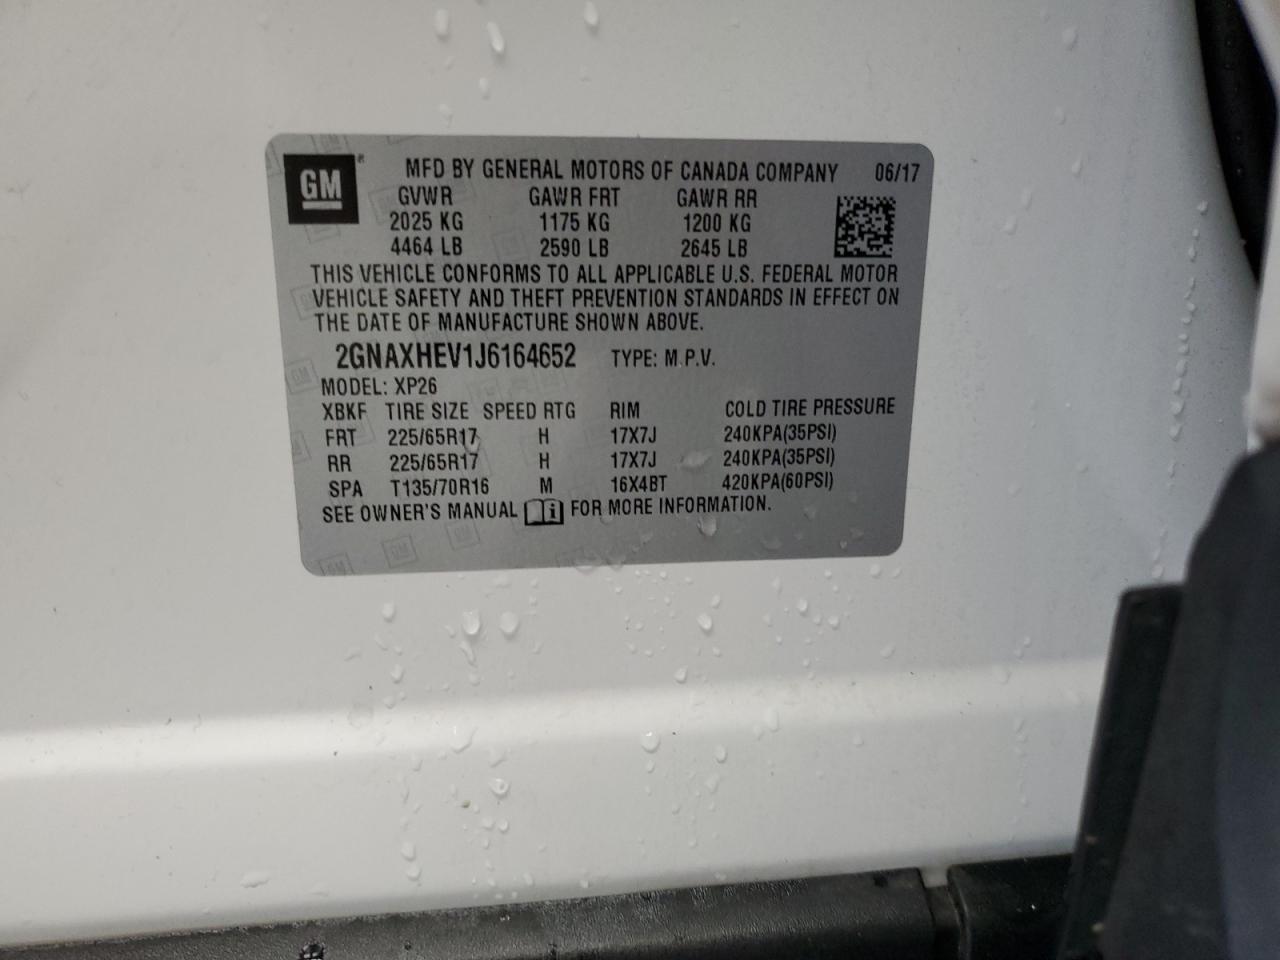 GM ® MFD BY GENERAL MOTORS OF CANADA COMPANY 06/17
GVWR GAWR FRT GAWR RR
2025 KG 1175 KG 1200 KG
4464 LB 2590 LB 2645 LB
THIS VEHICLE CONFORMS TO ALL APPLICABLE U.S. FEDERAL MOTOR
VEHICLE SAFETY AND THEFT PREVENTION STANDARDS IN EFFECT ON
THE DATE OF MANUFACTURE SHOWN ABOVE.
2GNAXHEV1J6164652 TYPE: M.P.V.
MODEL: XP26
XBKF TIRE SIZE SPEED RTG RIM COLD TIRE PRESSURE
FRT 225/65R17 H 17X7J 240KPA(35PSI)
RR 225/65R17 H 17X7J 240KPA(35PSI)
SPA T135/70R16 M 16X4BT 420KPA(60PSI)
SEE OWNER'S MANUAL i FOR MORE INFORMATION.